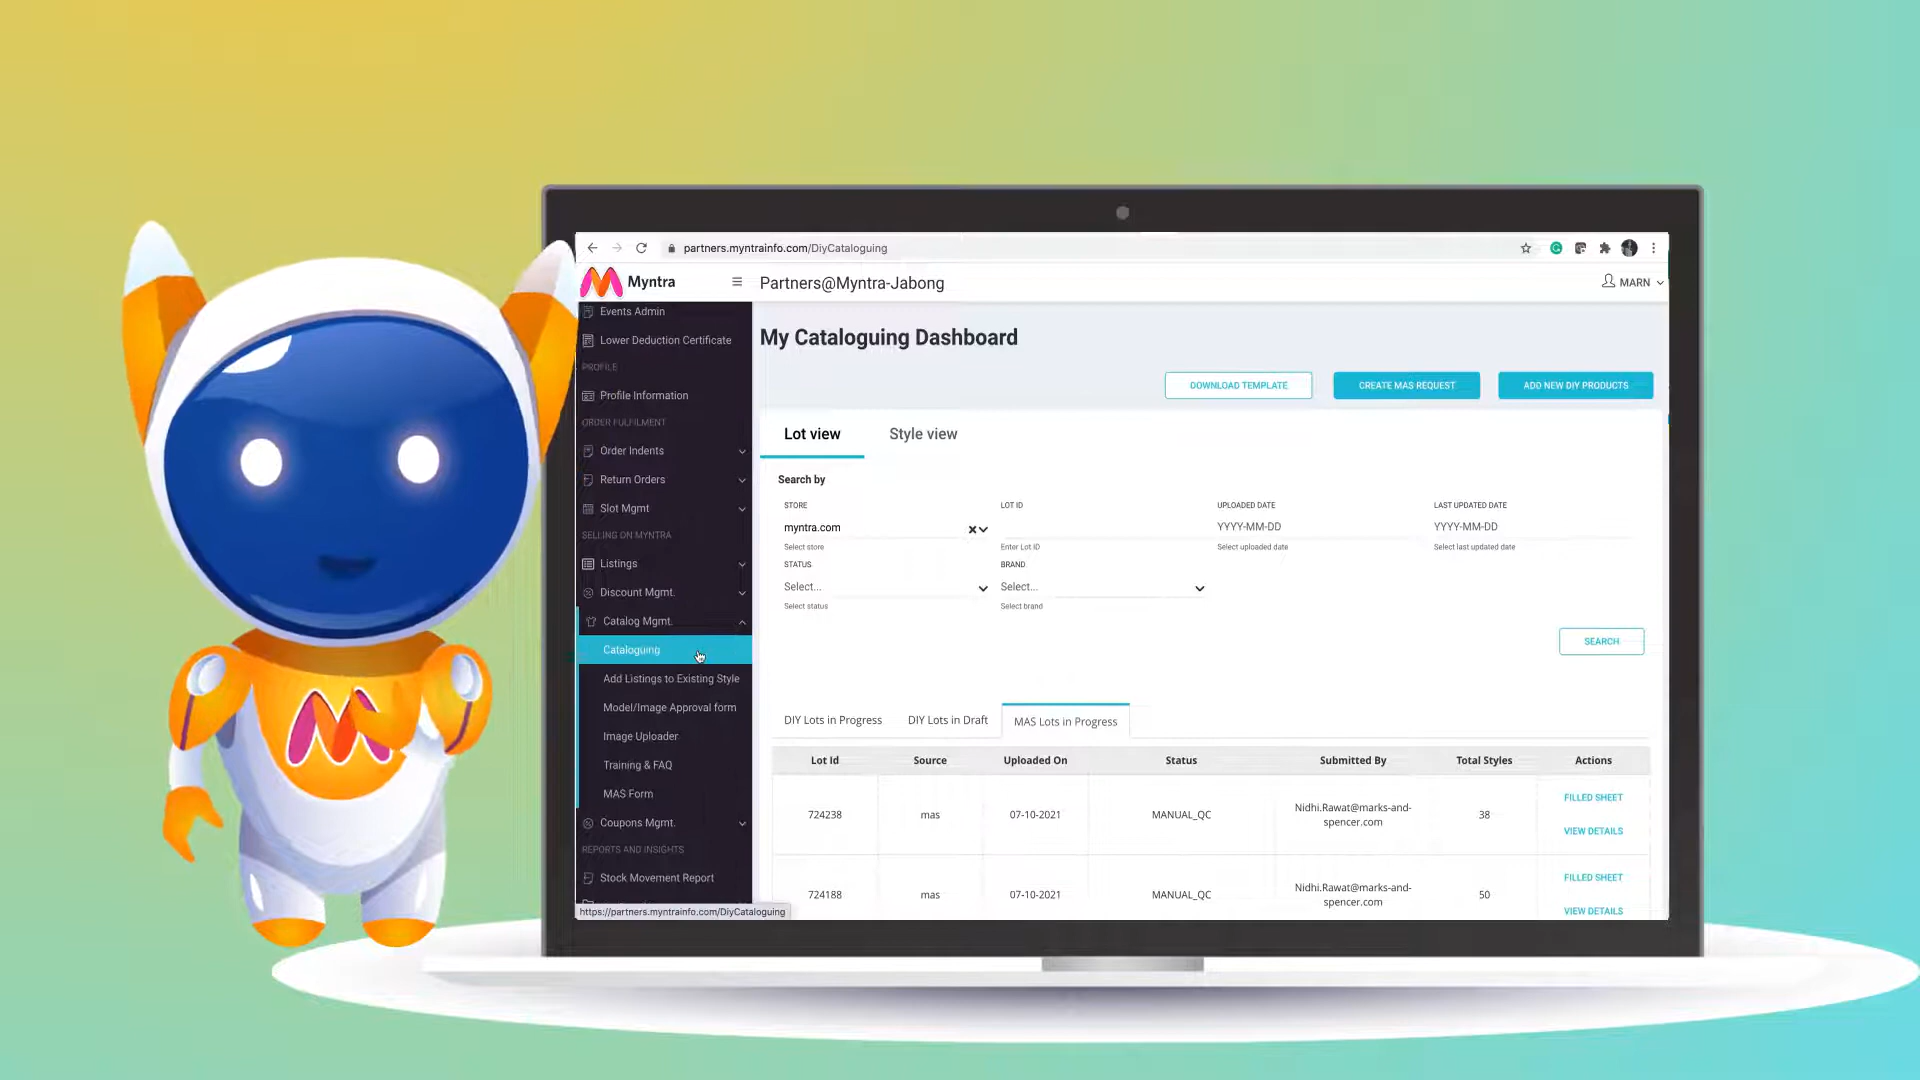 partners.myntrainfo.com/DiyCataloguing
Myntra
Partners@Myntra-Jabong
MARN
Events Admin
Lower Deduction Certificate
PROFILE
Profile Information
ORDER FULFILMENT
Order Indents
Return Orders
Slot Mgmt
SELLING ON MYNTRA
Listings
Discount Mgmt.
Catalog Mgmt.
Cataloguing
Add Listings to Existing Style
Model/Image Approval form
Image Uploader
Training & FAQ
MAS Form
Coupons Mgmt.
REPORTS AND INSIGHTS
Stock Movement Report
https://partners.myntrainfo.com/DiyCataloguing
My Cataloguing Dashboard
DOWNLOAD TEMPLATE CREATE MAS REQUEST ADD NEW DIY PRODUCTS
Lot view Style view
Search by
STORE LOT ID UPLOADED DATE LAST UPDATED DATE
myntra.com YYYY-MM-DD YYYY-MM-DD
Select store Enter Lot ID Select uploaded date Select last updated date
STATUS BRAND
Select... Select...
Select status Select brand
SEARCH
DIY Lots in Progress DIY Lots in Draft MAS Lots in Progress
Lot Id Source Uploaded On Status Submitted By Total Styles Actions
724238 mas 07-10-2021 MANUAL_QC Nidhi.Rawat@marks-and-spencer.com 38 FILLED SHEET
VIEW DETAILS
724188 mas 07-10-2021 MANUAL_QC Nidhi.Rawat@marks-and-spencer.com 50 FILLED SHEET
VIEW DETAILS